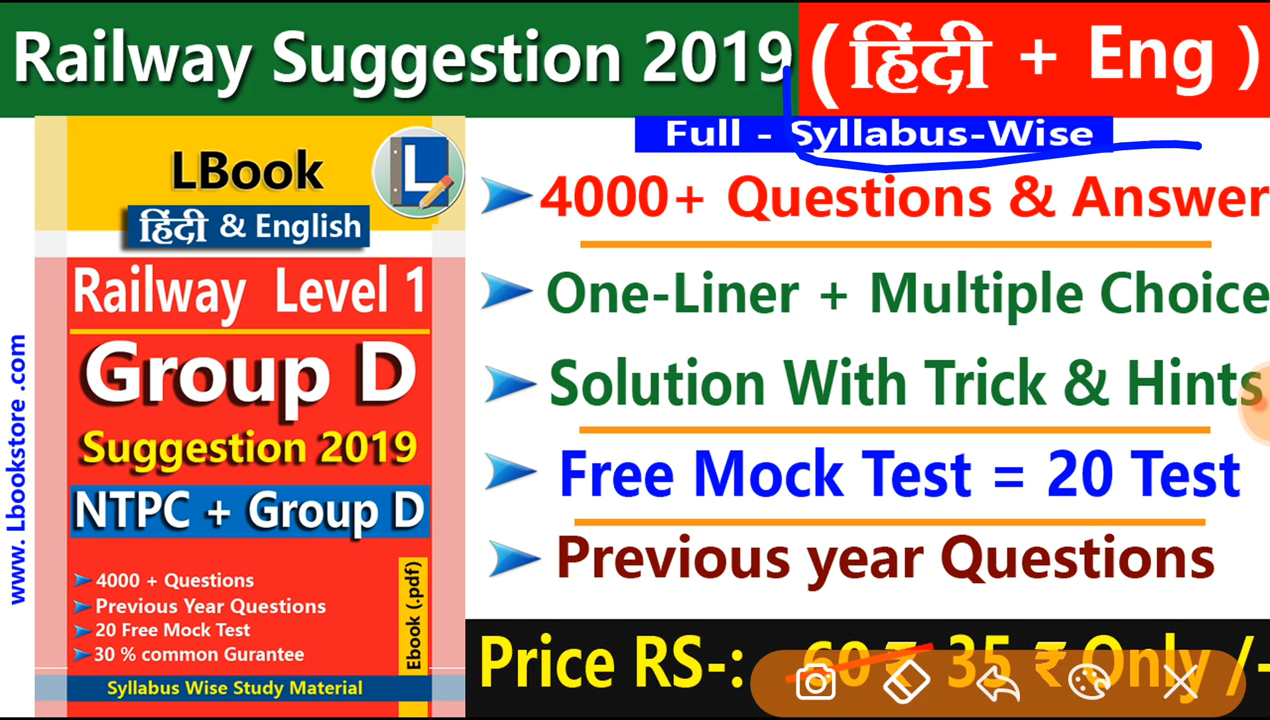 Railway Suggestion 2019 (हिंदी + Eng )
Full - Syllabus-Wise
LBook
L
हिंदी & English
Railway Level 1
Group D
Suggestion 2019
NTPC + Group D
4000 + Questions
Previous Year Questions
20 Free Mock Test
30 % common Gurantee
Ebook (.pdf)
Syllabus Wise Study Material
www. Lbookstore .com
4000+ Questions & Answer
One-Liner + Multiple Choice
Solution With Trick & Hints
Free Mock Test = 20 Test
Previous year Questions
Price RS-: 60 ₹ 35 ₹ Only /-